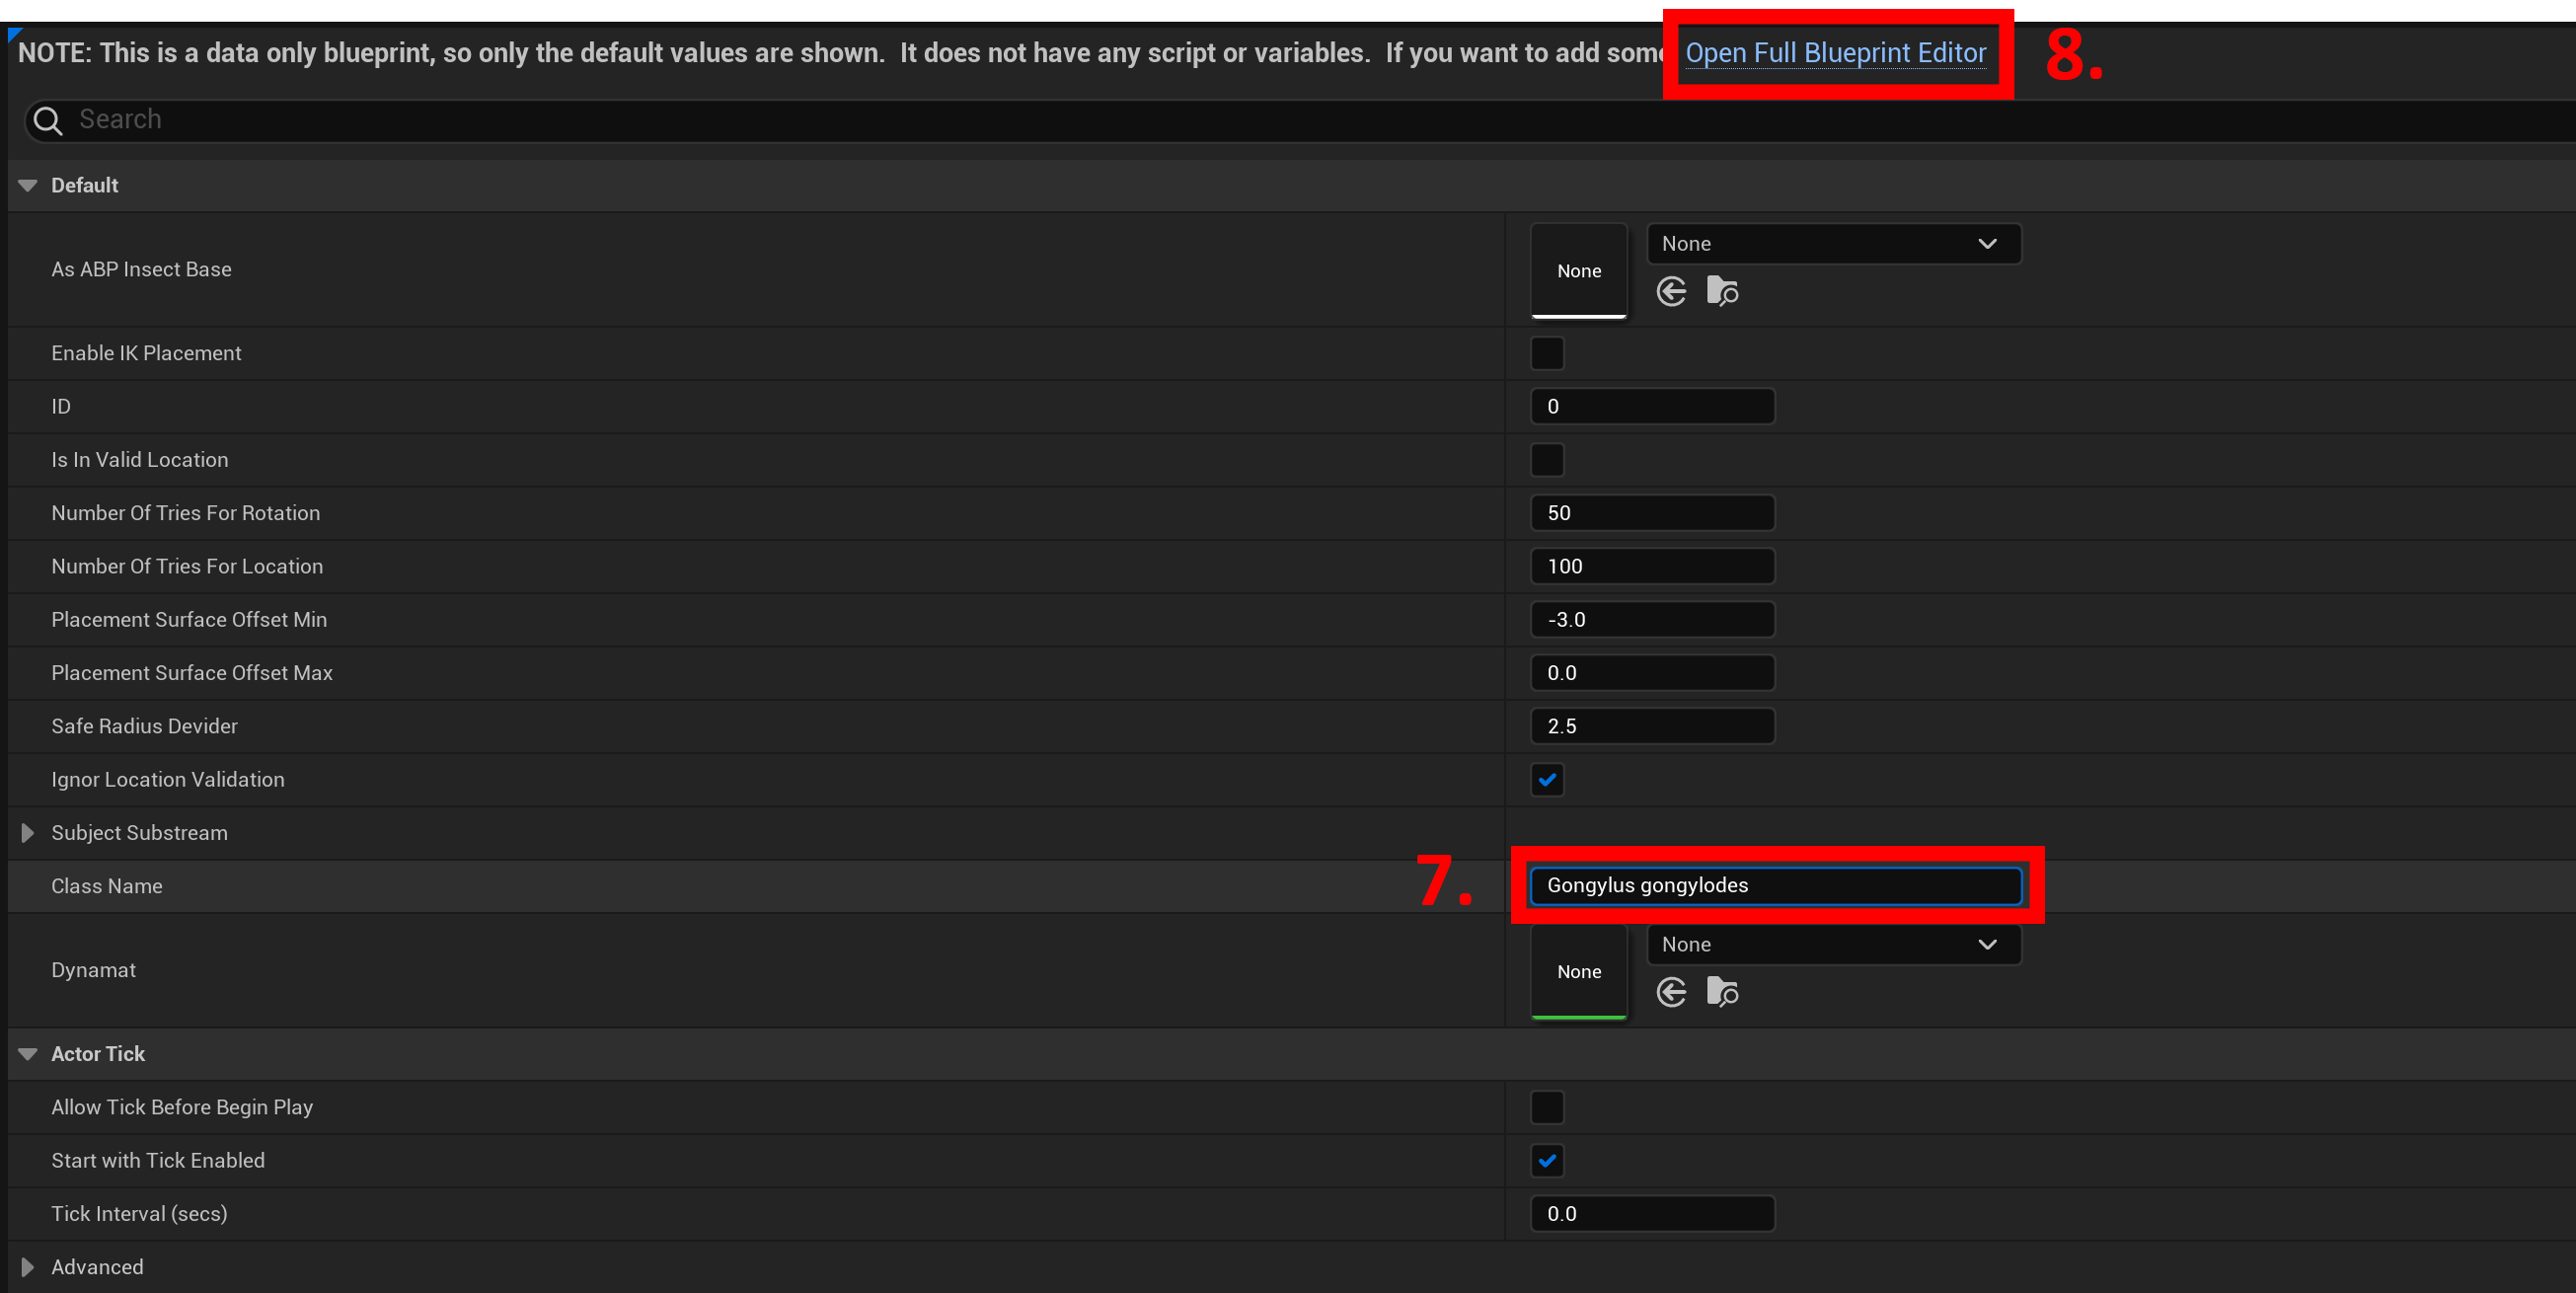 NOTE: This is a data only blueprint, so only the default values are shown. It does not have any script or variables. If you want to add some Open Full Blueprint Editor 8.
Search
Default
As ABP Insect Base None None
Enable IK Placement
ID 0
Is In Valid Location
Number Of Tries For Rotation 50
Number Of Tries For Location 100
Placement Surface Offset Min -3.0
Placement Surface Offset Max 0.0
Safe Radius Devider 2.5
Ignor Location Validation
Subject Substream
Class Name 7. Gongylus gongylodes
Dynamat None None
Actor Tick
Allow Tick Before Begin Play
Start with Tick Enabled
Tick Interval (secs) 0.0
Advanced